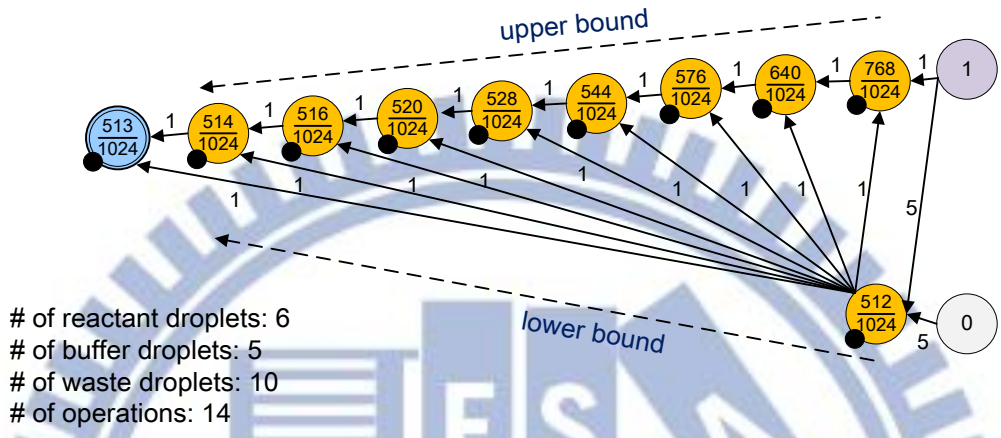 upper bound
1 1 1 1 1 1 1 1 1
513/1024 514/1024 516/1024 520/1024 528/1024 544/1024 576/1024 640/1024 768/1024 1
1 1 1 1 1 1 1 1 1
5
512/1024 0
5
lower bound
# of reactant droplets: 6
# of buffer droplets: 5
# of waste droplets: 10
# of operations: 14
ESA